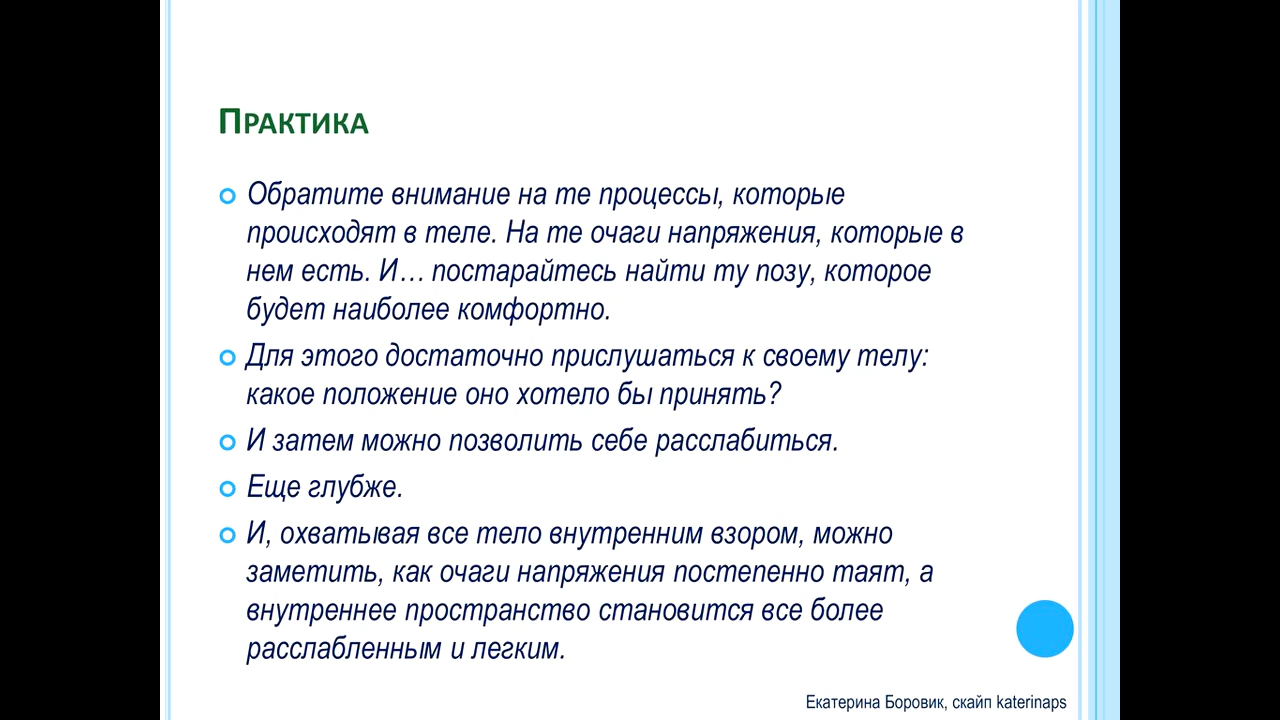 Практика
Обратите внимание на те процессы, которые
происходят в теле. На те очаги напряжения, которые в
нем есть. И… постарайтесь найти ту позу, которое
будет наиболее комфортно.
Для этого достаточно прислушаться к своему телу:
какое положение оно хотело бы принять?
И затем можно позволить себе расслабиться.
Еще глубже.
И, охватывая все тело внутренним взором, можно
заметить, как очаги напряжения постепенно таят, а
внутреннее пространство становится все более
расслабленным и легким.
Екатерина Боровик, скайп katerinaps